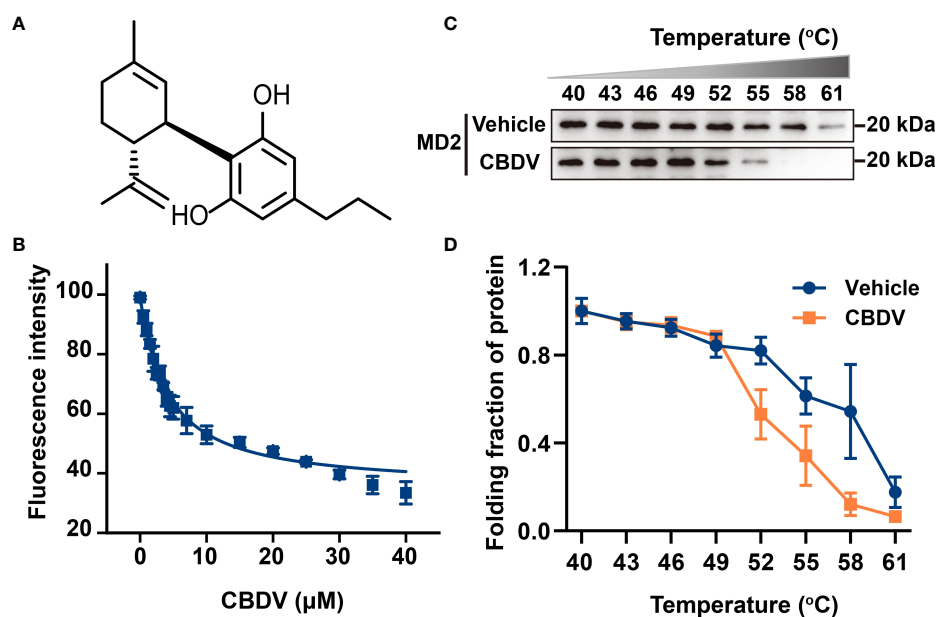 A
OH
HO
B
Fluorescence intensity
100
80
60
40
20
0 10 20 30 40
CBDV (μM)
C
Temperature (°C)
40 43 46 49 52 55 58 61
MD2
Vehicle
20 kDa
CBDV
20 kDa
D
Folding fraction of protein
1.2
0.8
0.4
0.0
Vehicle
CBDV
40 43 46 49 52 55 58 61
Temperature (°C)